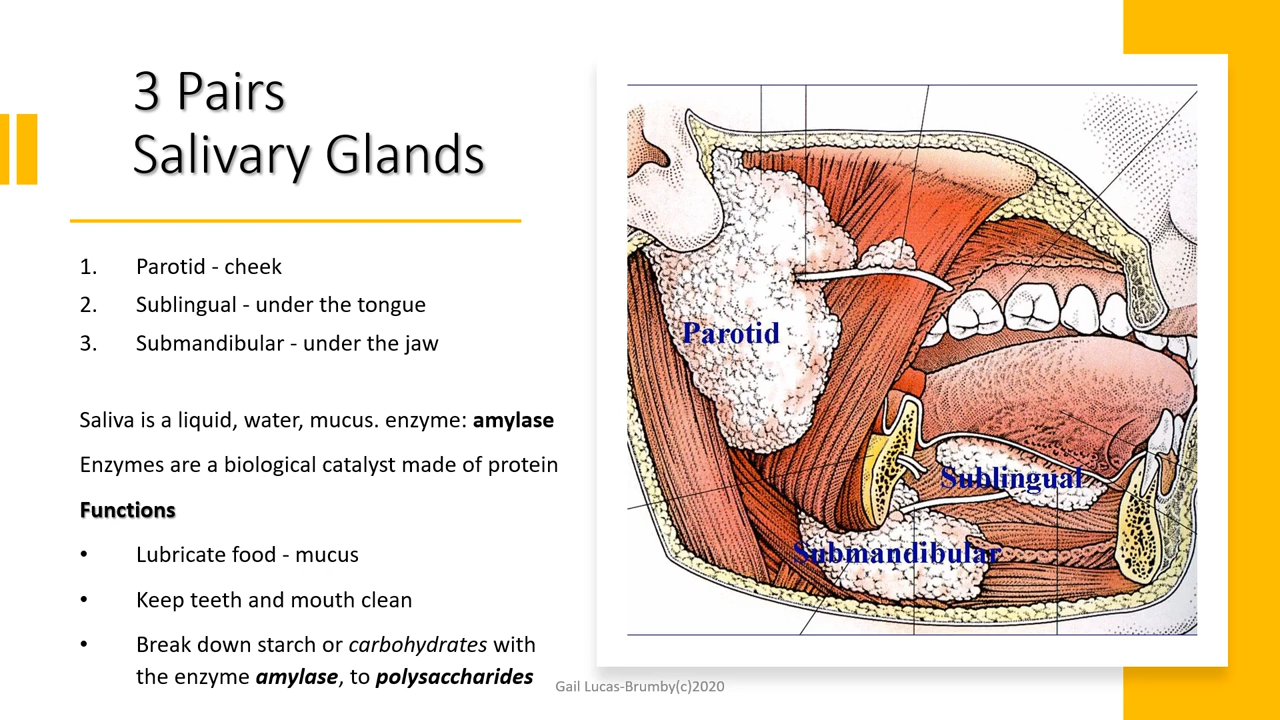 3 Pairs
Salivary Glands
1. Parotid - cheek
2. Sublingual - under the tongue
3. Submandibular - under the jaw
Saliva is a liquid, water, mucus. enzyme: amylase
Enzymes are a biological catalyst made of protein
Functions
• Lubricate food - mucus
• Keep teeth and mouth clean
• Break down starch or carbohydrates with
the enzyme amylase, to polysaccharides
Parotid
Sublingual
Submandibular
Gail Lucas-Brumby(c)2020